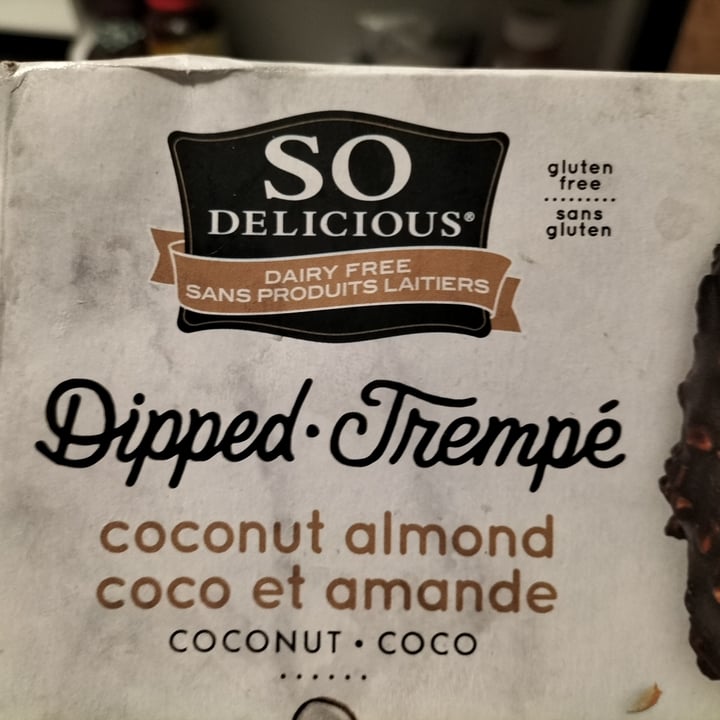 SO
DELICIOUS®
DAIRY FREE
SANS PRODUITS LAITIERS
gluten
free
sans
gluten
Dipped · Trempé
coconut almond
coco et amande
COCONUT • COCO